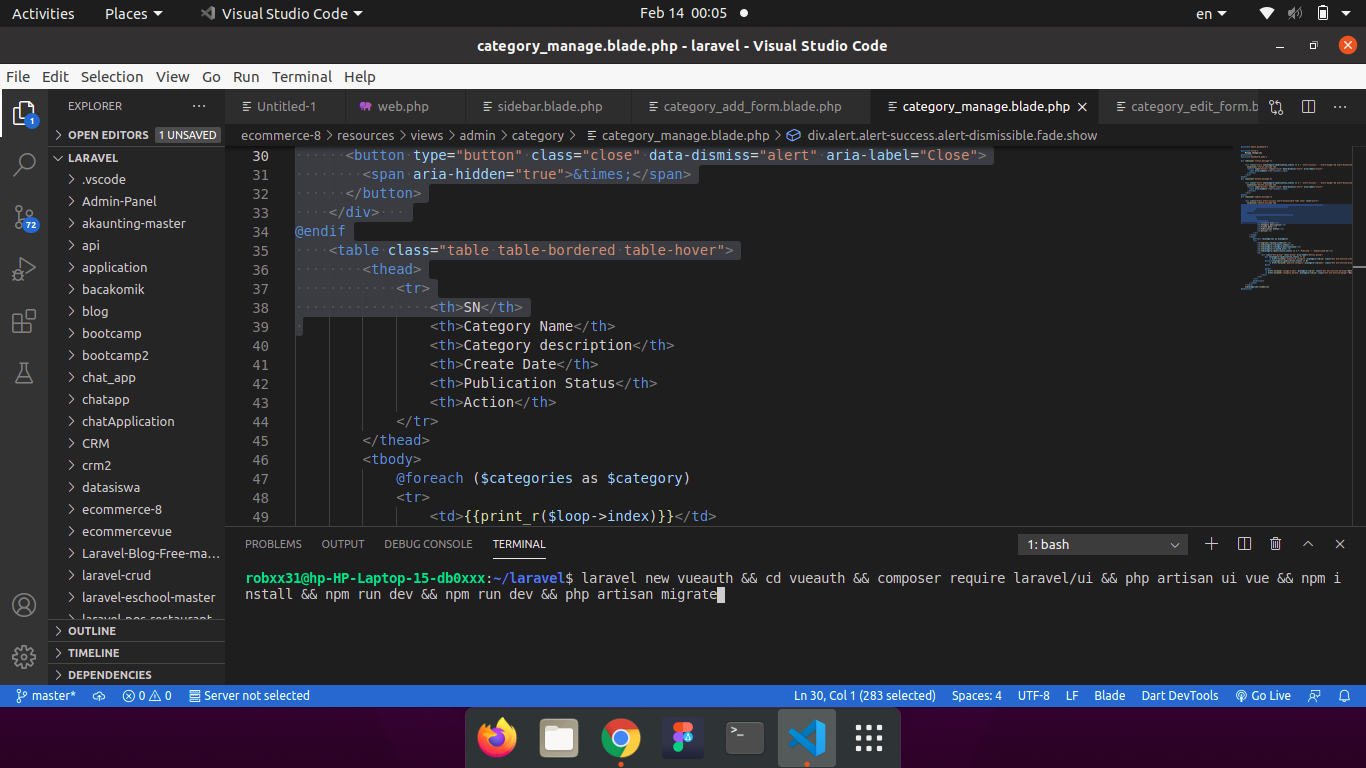 Activities Places Visual Studio Code Feb 14 00:05 en
category_manage.blade.php - laravel - Visual Studio Code
File Edit Selection View Go Run Terminal Help
EXPLORER
Untitled-1 web.php sidebar.blade.php category_add_form.blade.php category_manage.blade.php category_edit_form.b
OPEN EDITORS 1 UNSAVED
ecommerce-8 > resources > views > admin > category > category_manage.blade.php > div.alert.alert-success.alert-dismissible.fade.show
LARAVEL
.vscode
Admin-Panel
akaunting-master
api
application
bacakomik
blog
bootcamp
bootcamp2
chat_app
chatapp
chatApplication
CRM
crm2
datasiswa
ecommerce-8
ecommercevue
Laravel-Blog-Free-ma...
laravel-crud
laravel-eschool-master
laravel-pos-restaurant
OUTLINE
TIMELINE
DEPENDENCIES
1
72
30 <button type="button" class="close" data-dismiss="alert" aria-label="Close">
31 <span aria-hidden="true">&times;</span>
32 </button>
33 </div>
34 @endif
35 <table class="table table-bordered table-hover">
36 <thead>
37 <tr>
38 <th>SN</th>
39 <th>Category Name</th>
40 <th>Category description</th>
41 <th>Create Date</th>
42 <th>Publication Status</th>
43 <th>Action</th>
44 </tr>
45 </thead>
46 <tbody>
47 @foreach ($categories as $category)
48 <tr>
49 <td>{{print_r($loop->index)}}</td>
PROBLEMS OUTPUT DEBUG CONSOLE TERMINAL 1: bash
robxx31@hp-HP-Laptop-15-db0xxx:~/laravel$ laravel new vueauth && cd vueauth && composer require laravel/ui && php artisan ui vue && npm i
nstall && npm run dev && npm run dev && php artisan migrate
master* 0 0 Server not selected Ln 30, Col 1 (283 selected) Spaces: 4 UTF-8 LF Blade Dart DevTools Go Live